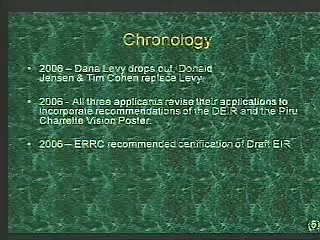 Chronology
• 2006 – Dana Levy drops out, Donald
Jensen & Tim Cohen replace Levy
• 2006 - All three applicants revise their applications to
incorporate recommendations of the DEIR and the Piru
Charrette Vision Poster.
• 2006 – ERRC recommended certification of Draft EIR